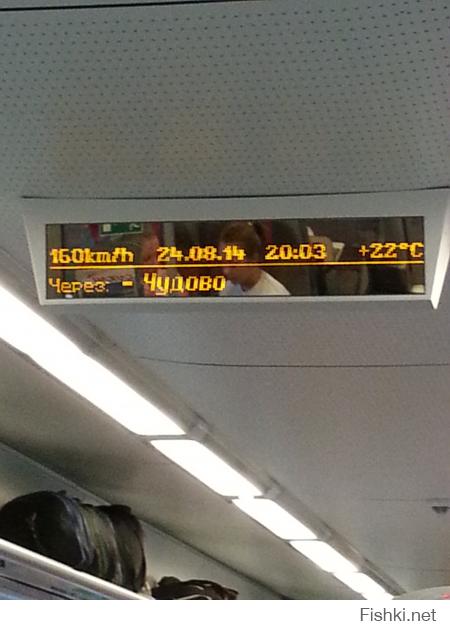 160km/h 24.08.14 20:03 +22°C
Через: - Чудово
Fishki.net